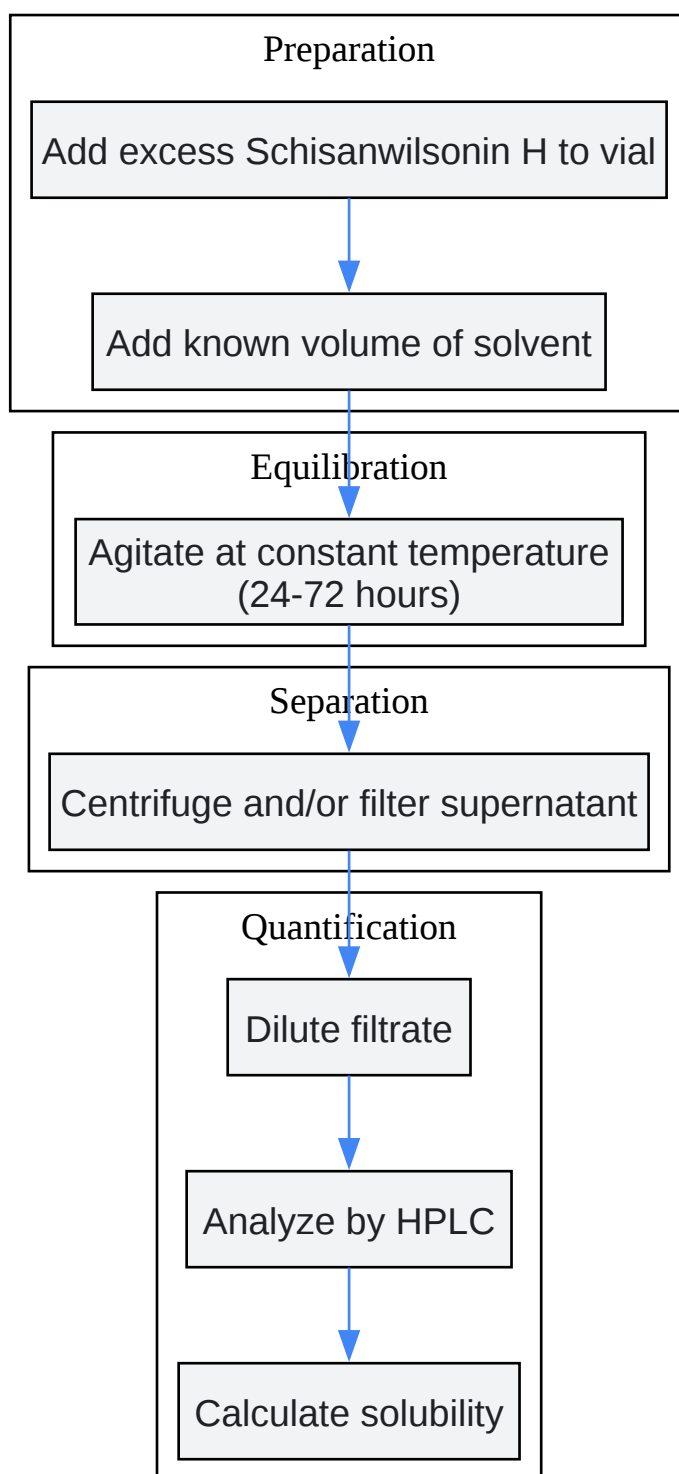 Preparation
Add excess Schisanwilsonin H to vial
Add known volume of solvent
Equilibration
Agitate at constant temperature
(24-72 hours)
Separation
Centrifuge and/or filter supernatant
Quantification
Dilute filtrate
Analyze by HPLC
Calculate solubility